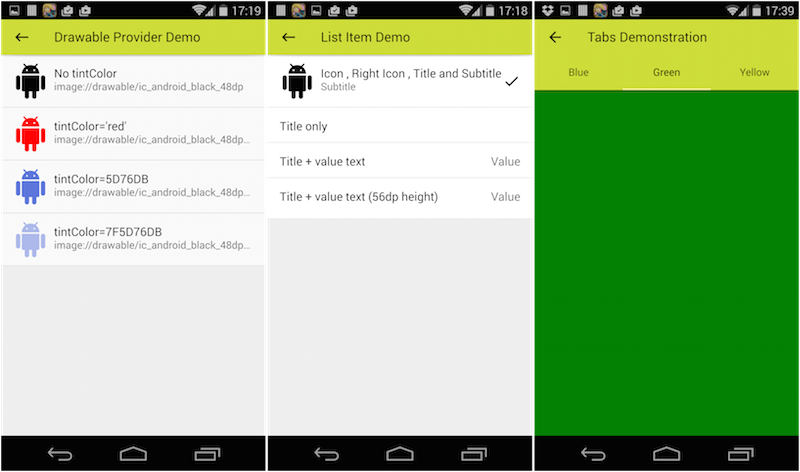 17:19
Drawable Provider Demo
No tintColor
image://drawable/ic_android_black_48dp
tintColor='red'
image://drawable/ic_android_black_48dp...
tintColor=5D76DB
image://drawable/ic_android_black_48dp...
tintColor=7F5D76DB
image://drawable/ic_android_black_48dp...
17:18
List Item Demo
Icon , Right Icon , Title and Subtitle
Subtitle
Title only
Title + value text Value
Title + value text (56dp height) Value
17:39
Tabs Demonstration
Blue Green Yellow